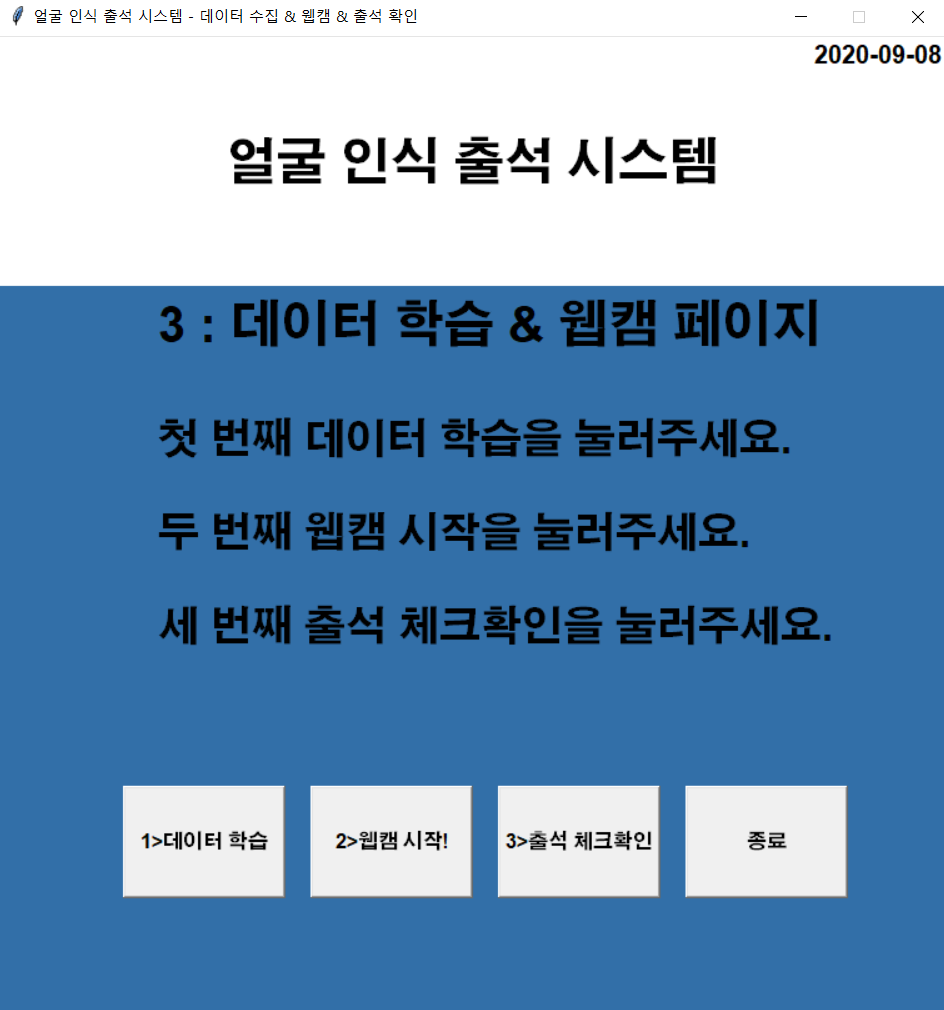 얼굴 인식 출석 시스템 - 데이터 수집 & 웹캠 & 출석 확인
2020-09-08
얼굴 인식 출석 시스템
3 : 데이터 학습 & 웹캠 페이지
첫 번째 데이터 학습을 눌러주세요.
두 번째 웹캠 시작을 눌러주세요.
세 번째 출석 체크확인을 눌러주세요.
1>데이터 학습
2>웹캠 시작!
3>출석 체크확인
종료